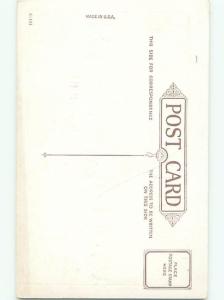 MADE IN U.S.A.
THIS SIDE FOR CORRESPONDENCE
POST CARD
THE ADDRESS TO BE WRITTEN
ON THIS SIDE
PLACE
POSTAGE STAMP
HERE